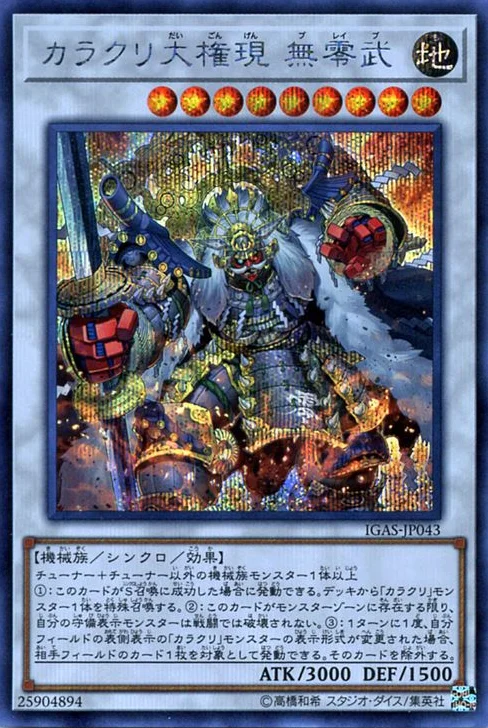 カラクリ大権現 無零武
地
IGAS-JP043
【機械族／シンクロ／効果】
チューナー＋チューナー以外の機械族モンスター1体以上
①：このカードがS召喚に成功した場合に発動できる。デッキから「カラクリ」モン
スター1体を特殊召喚する。②：このカードがモンスターゾーンに存在する限り、
自分の守備表示モンスターは戦闘では破壊されない。③：1ターンに1度、自分
フィールドの表側表示の「カラクリ」モンスターの表示形式が変更された場合、
相手フィールドのカード1枚を対象として発動できる。そのカードを除外する。
ATK/3000 DEF/1500
25904894
©高橋和希 スタジオ・ダイス/集英社